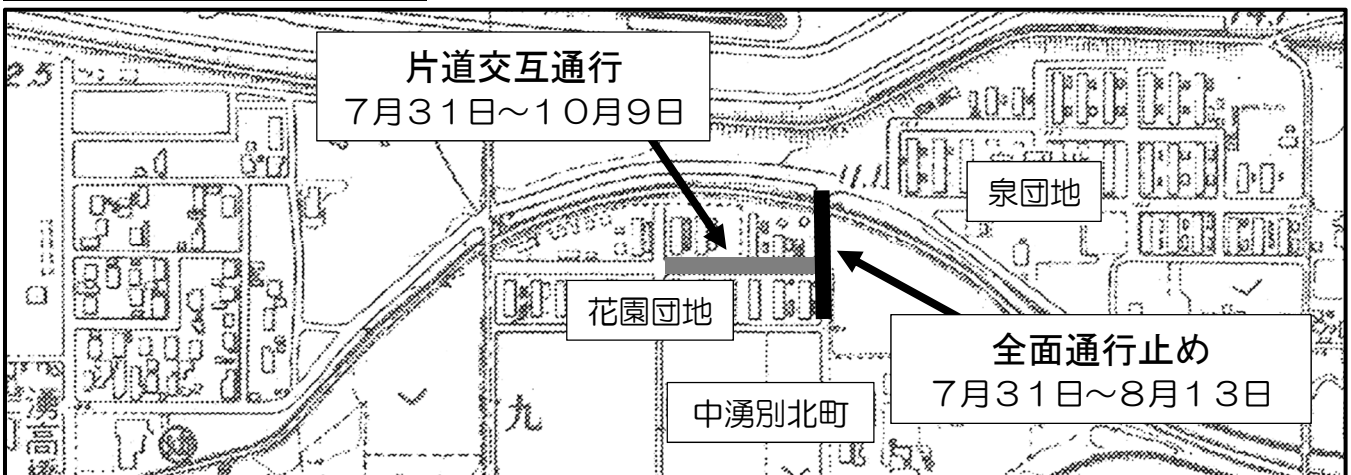 片道交互通行
７月３１日～１０月９日
泉団地
花園団地
全面通行止め
７月３１日～８月１３日
中湧別北町
九